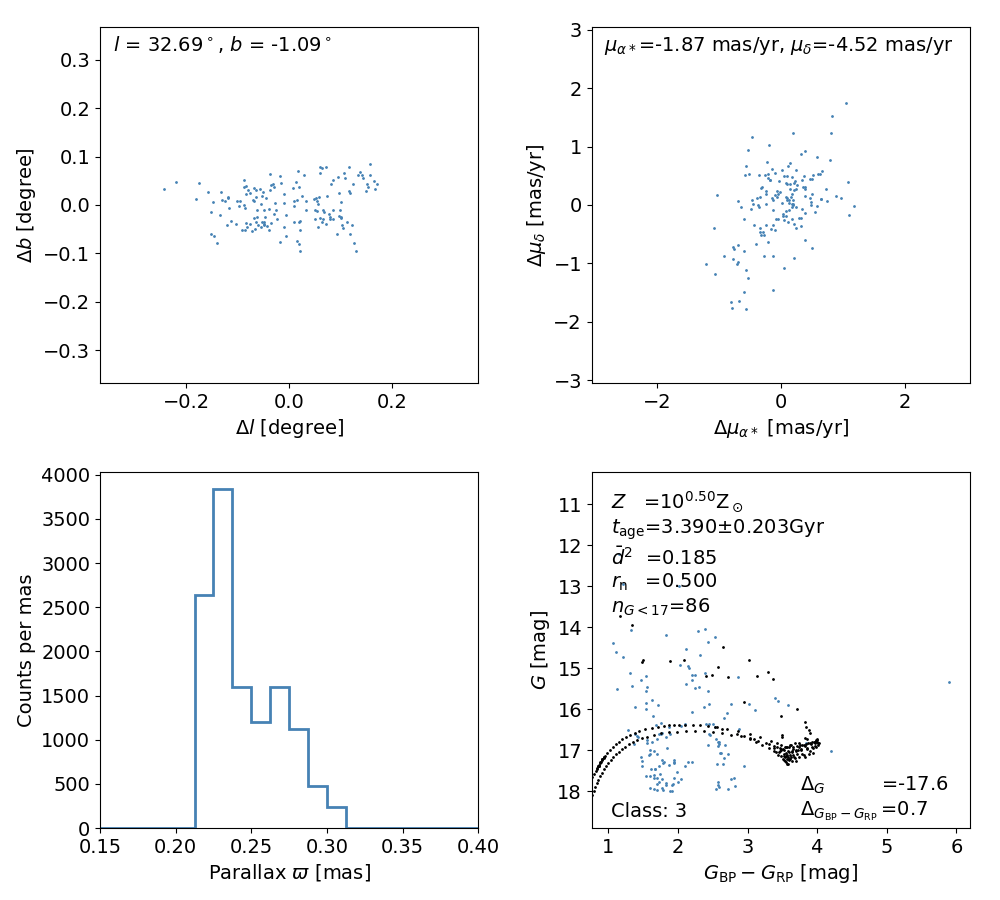 l = 32.69°, b = -1.09°
0.3
0.2
0.1
0.0
−0.1
−0.2
−0.3
Δb [degree]
−0.2 0.0 0.2
Δl [degree]
μα*=-1.87 mas/yr, μδ=-4.52 mas/yr
3
2
1
0
−1
−2
−3
Δμδ [mas/yr]
−2 0 2
Δμα* [mas/yr]
4000
3500
3000
2500
2000
1500
1000
500
0
Counts per mas
0.15 0.20 0.25 0.30 0.35 0.40
Parallax ϖ [mas]
Z =10^0.50 Z⊙
t_age=3.390±0.203Gyr
d̄² =0.185
r_n =0.500
n_G<17=86
11
12
13
14
15
16
17
18
G [mag]
Δ_G =-17.6
Δ_GBP−GRP =0.7
Class: 3
1 2 3 4 5 6
G_BP − G_RP [mag]